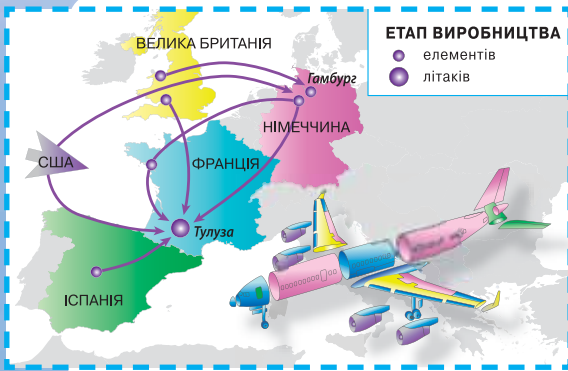 ЕТАП ВИРОБНИЦТВА
елементів
літаків
ВЕЛИКА БРИТАНІЯ
Гамбург
НІМЕЧЧИНА
США
ФРАНЦІЯ
Тулуза
ІСПАНІЯ